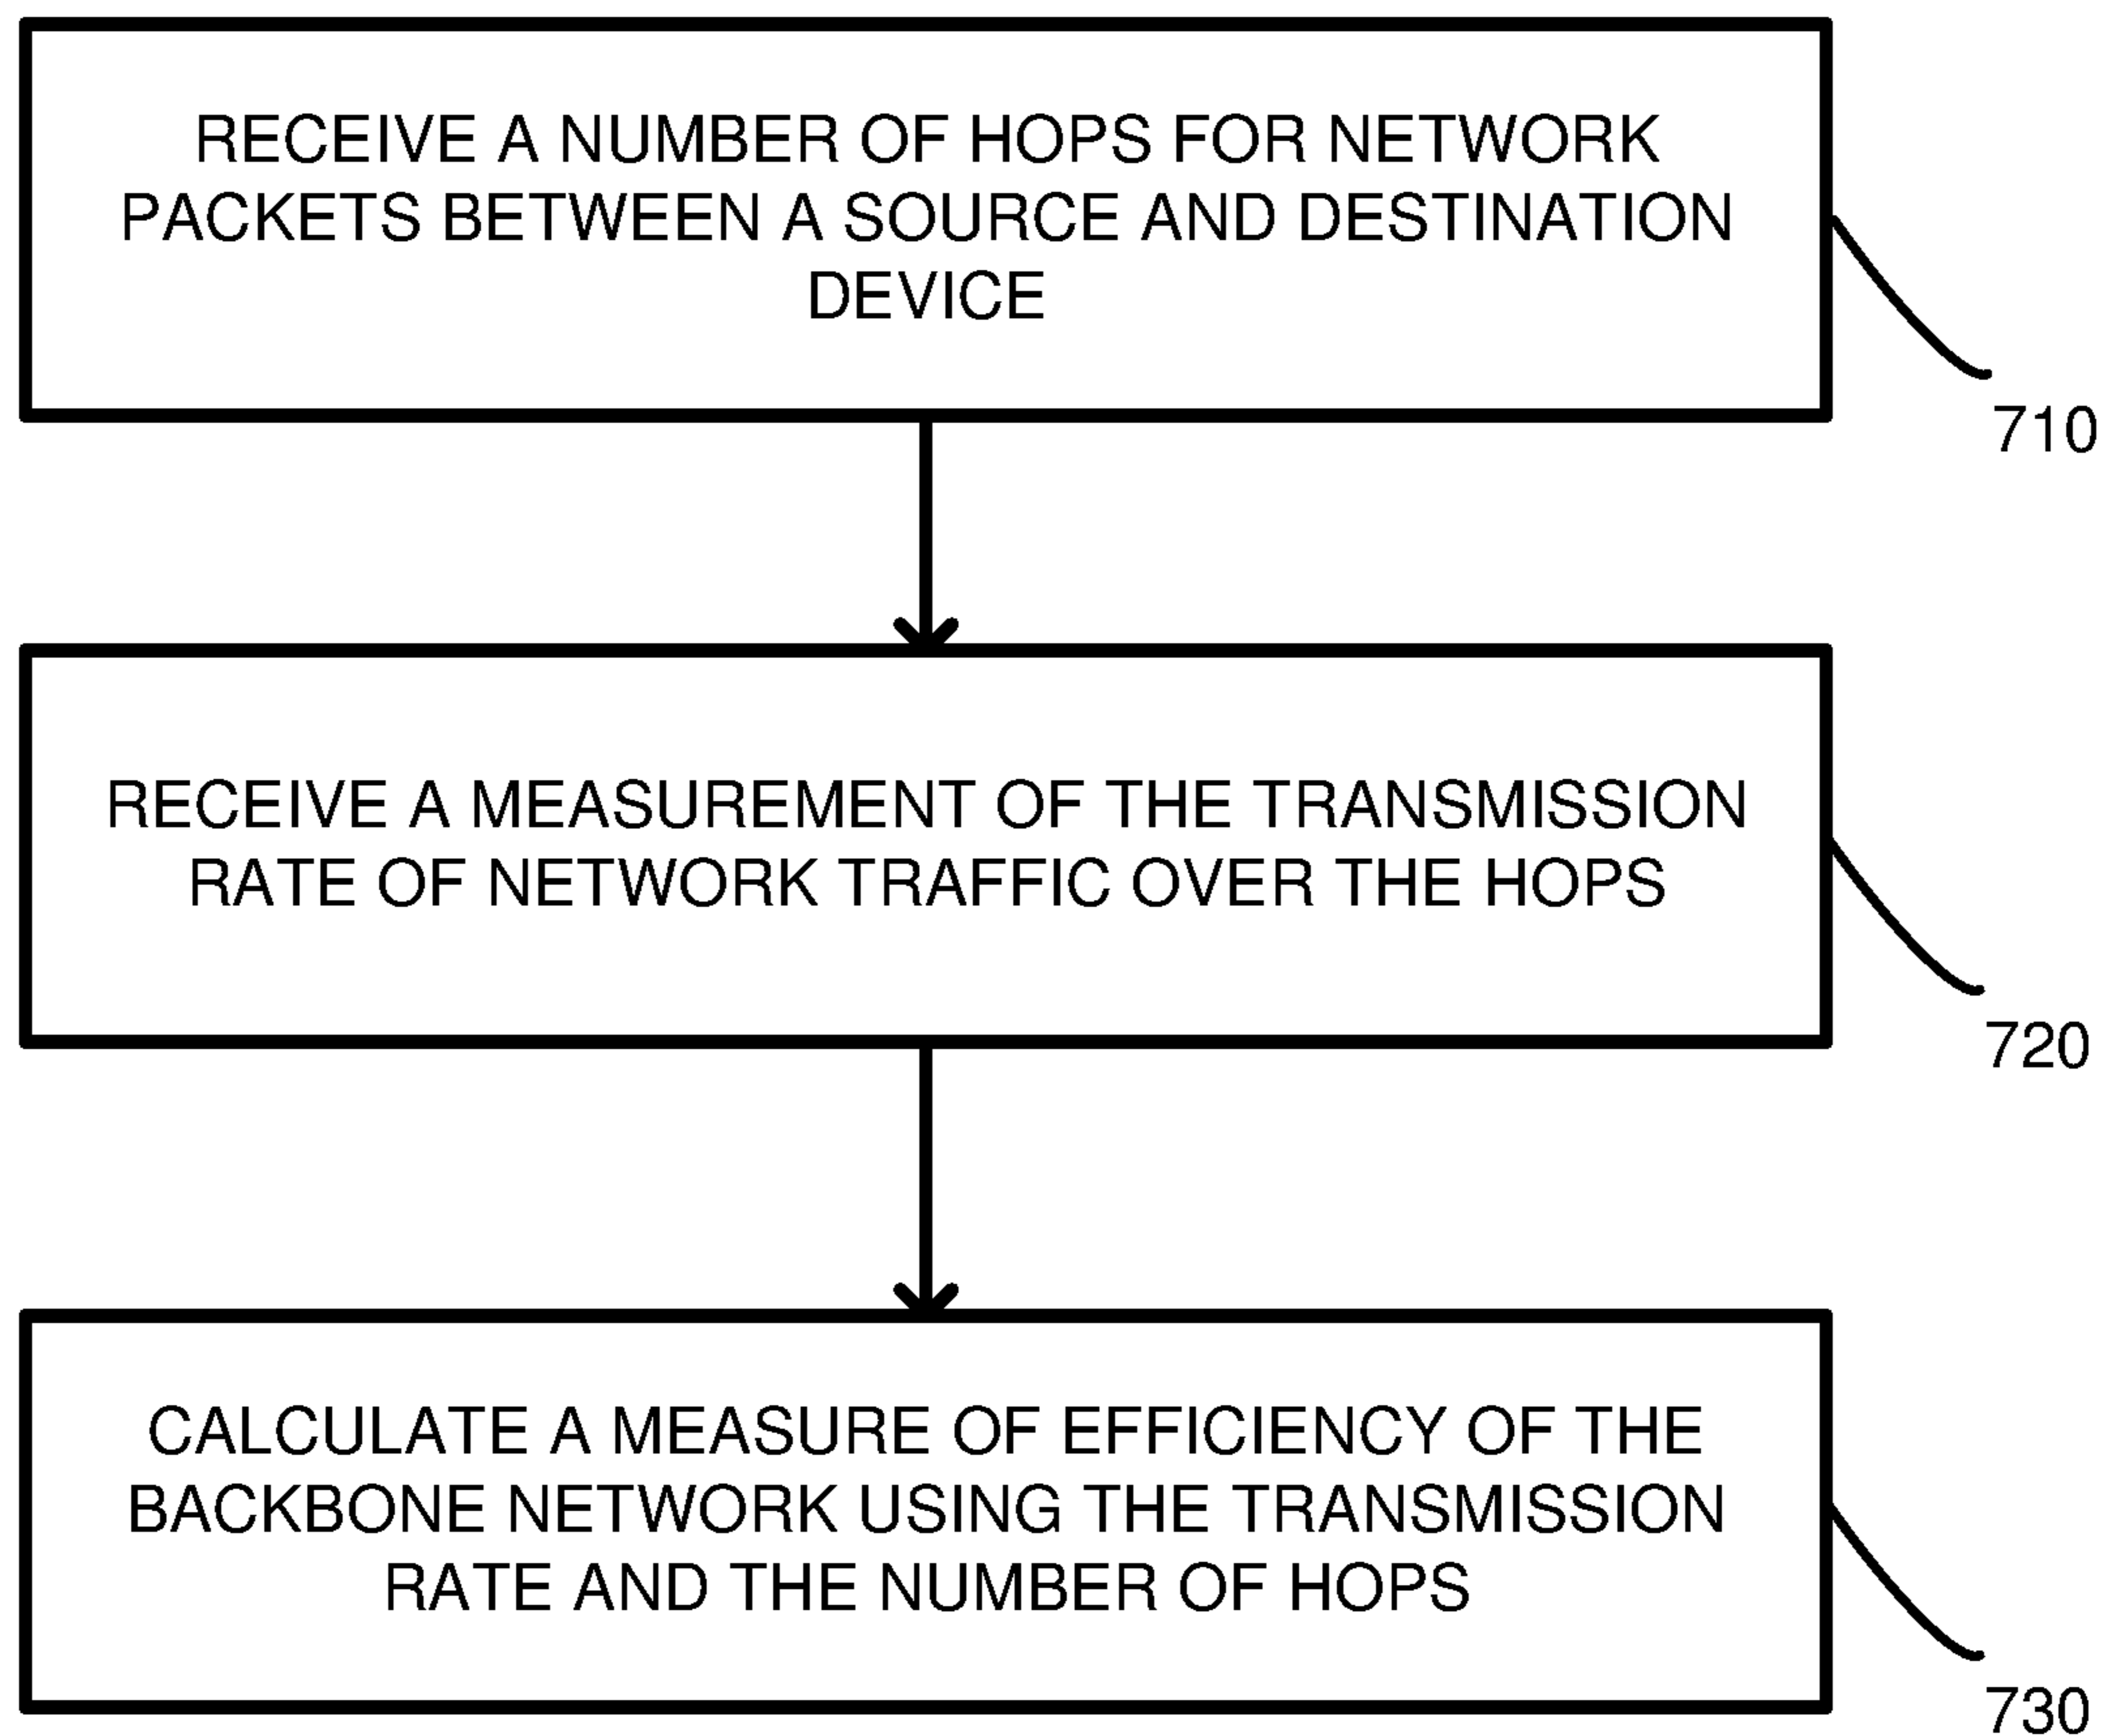 RECEIVE A NUMBER OF HOPS FOR NETWORK
PACKETS BETWEEN A SOURCE AND DESTINATION
DEVICE
710
RECEIVE A MEASUREMENT OF THE TRANSMISSION
RATE OF NETWORK TRAFFIC OVER THE HOPS
720
CALCULATE A MEASURE OF EFFICIENCY OF THE
BACKBONE NETWORK USING THE TRANSMISSION
RATE AND THE NUMBER OF HOPS
730